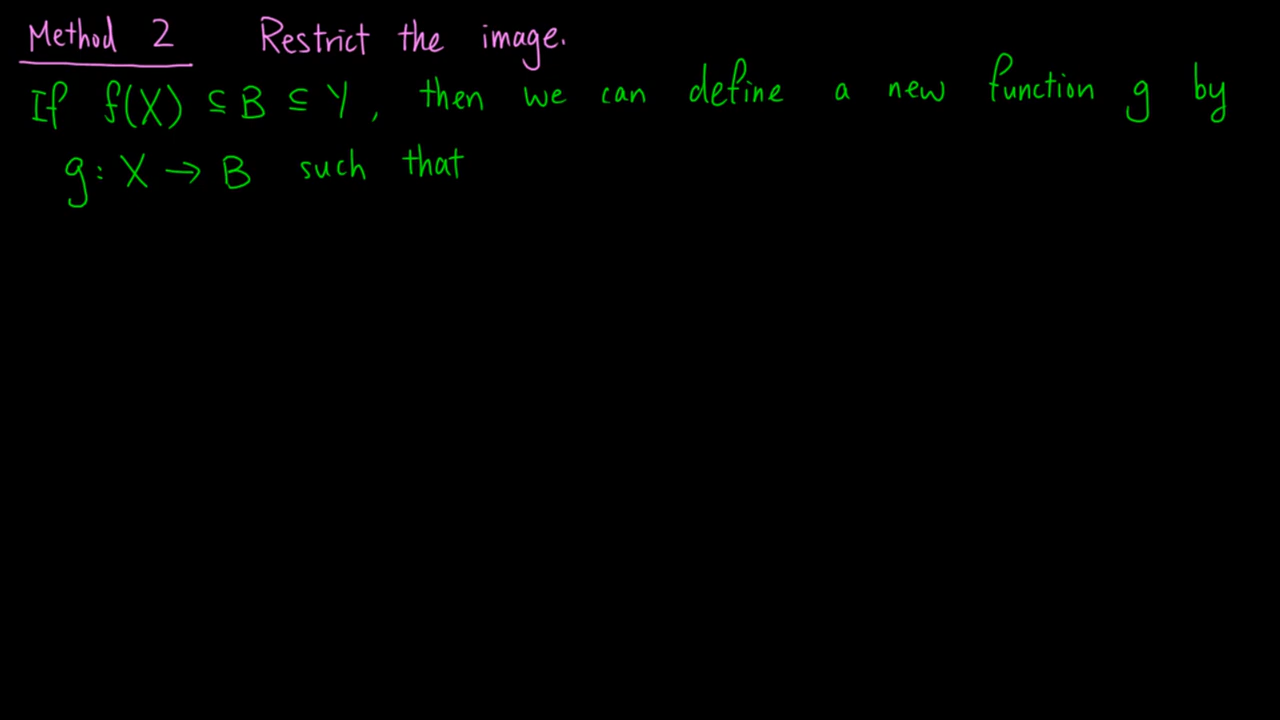 Method 2 Restrict the image.
If f(X) ⊆ B ⊆ Y, then we can define a new function g by
g: X → B such that